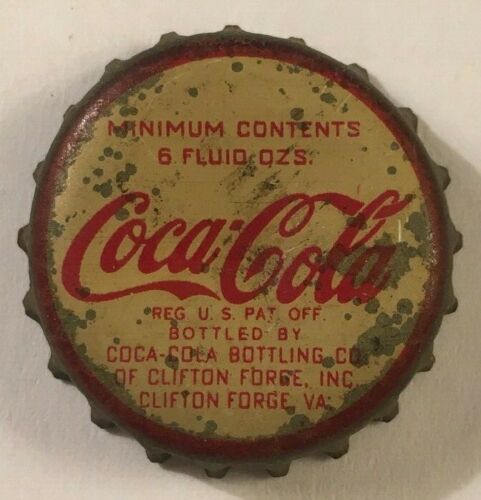 MINIMUM CONTENTS
6 FLUID OZS.
Coca-Cola
REG. U. S. PAT. OFF.
BOTTLED BY
COCA-COLA BOTTLING CO.
OF CLIFTON FORGE, INC.
CLIFTON FORGE, VA.